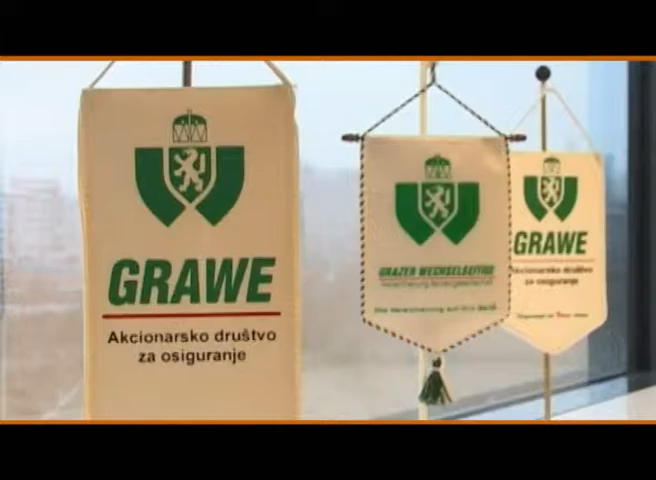 GRAWE
Akcionarsko društvo
za osiguranje
GRAZER WECHSELSEITIGE
GRAWE
Akcionarsko društvo
za osiguranje